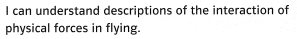 I can understand descriptions of the interaction of
physical forces in flying.